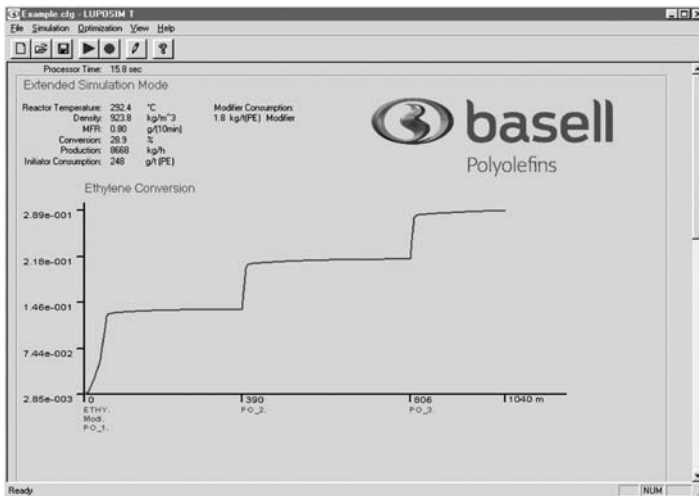 Example.cfg - LUPOSIM T
File Simulation Optimization View Help
Processor Time: 15.8 sec
Extended Simulation Mode
Reactor Temperature: 292.4 °C Modifier Consumption:
Density: 923.8 kg/m^3 1.8 kg/t(PE) Modifier
MFR: 0.80 g/(10min)
Conversion: 28.9 %
Production: 8668 kg/h
Initiator Consumption: 248 g/t (PE)
basell
Polyolefins
Ethylene Conversion
2.89e-001
2.18e-001
1.46e-001
7.44e-002
2.85e-003
0 390 806 1040 m
ETHY. PO_2. PO_3.
Modi.
PO_1.
Ready NUM